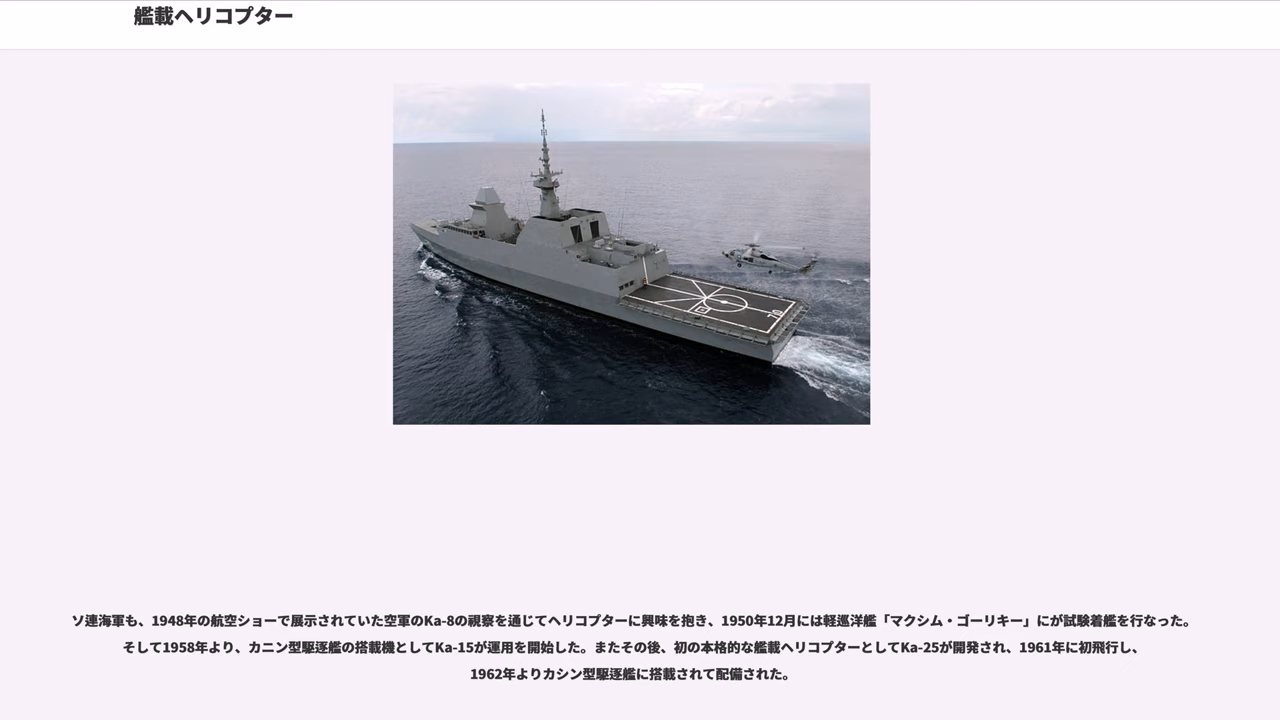 艦載ヘリコプター
70
ソ連海軍も、1948年の航空ショーで展示されていた空軍のKa-8の視察を通じてヘリコプターに興味を抱き、1950年12月には軽巡洋艦「マクシム・ゴーリキー」にが試験着艦を行なった。
そして1958年より、カニン型駆逐艦の搭載機としてKa-15が運用を開始した。またその後、初の本格的な艦載ヘリコプターとしてKa-25が開発され、1961年に初飛行し、
1962年よりカシン型駆逐艦に搭載されて配備された。